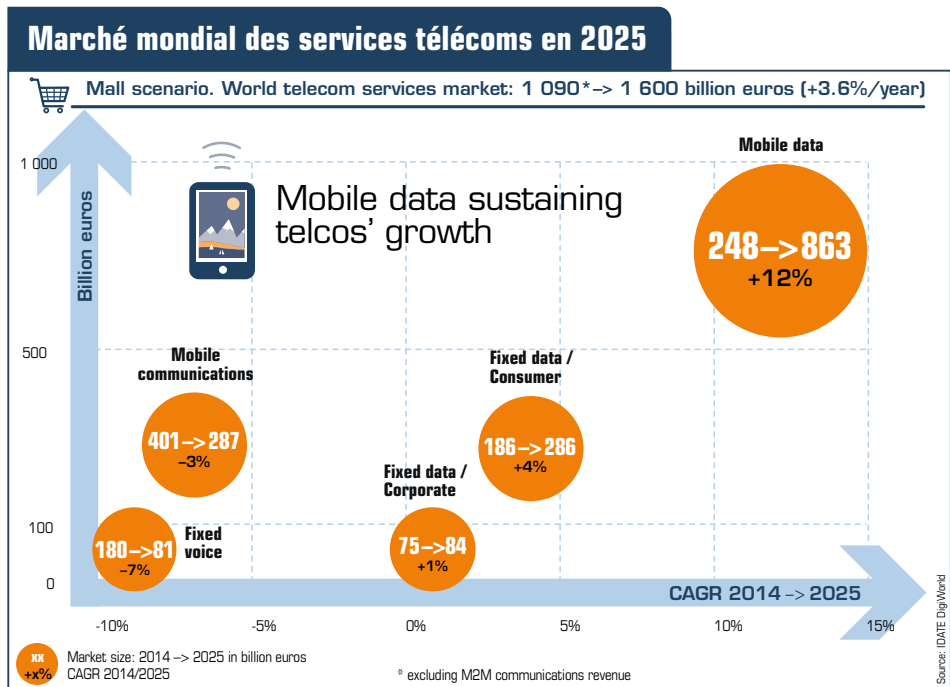 Marché mondial des services télécoms en 2025
Mall scenario. World telecom services market: 1 090*–> 1 600 billion euros (+3.6%/year)
Mobile data
1 000
Mobile data sustaining
telcos' growth
248–>863
+12%
Billion euros
500
Mobile
communications
Fixed data /
Consumer
401–>287
–3%
186–>286
+4%
Fixed data /
Corporate
100
Fixed
voice
180–>81
–7%
75–>84
+1%
0
CAGR 2014 –> 2025
-10%
-5%
0%
5%
10%
15%
xx
+x%
Market size: 2014 –> 2025 in billion euros
CAGR 2014/2025
* excluding M2M communications revenue
Source: IDATE DigiWorld